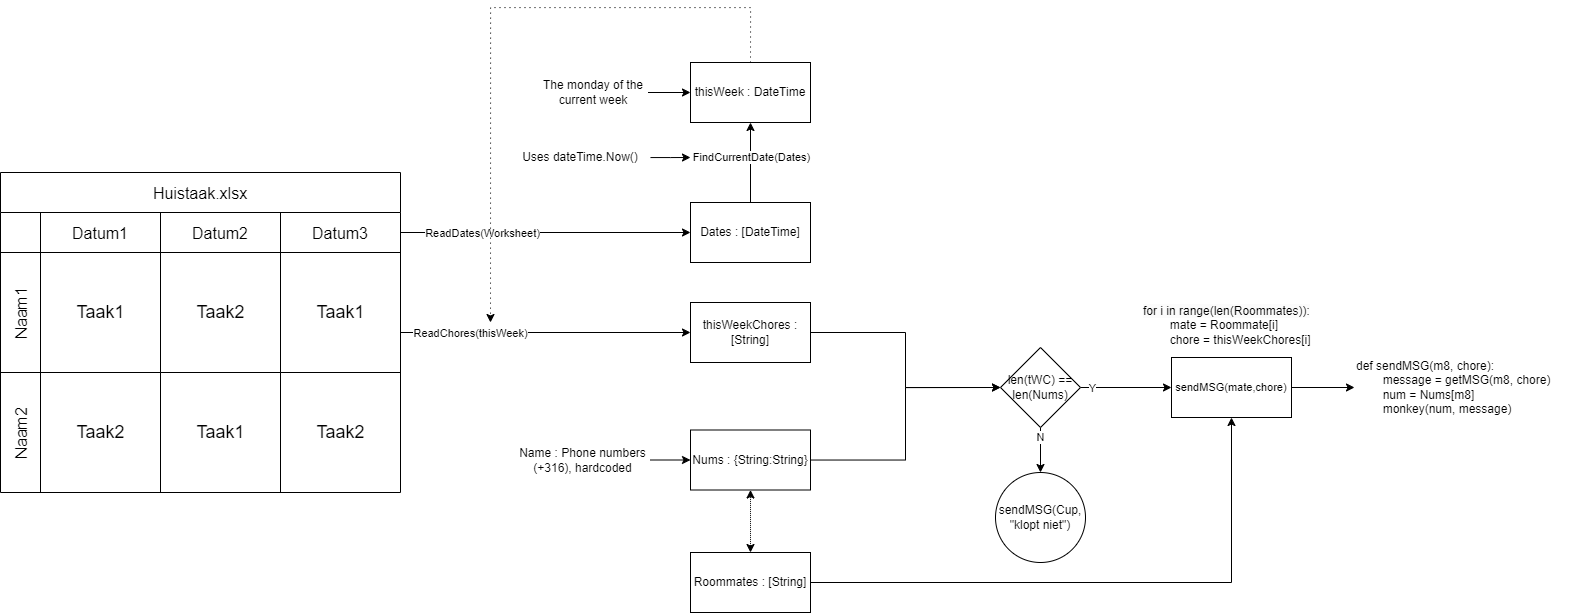 The monday of the
current week
thisWeek : DateTime
Uses dateTime.Now()
FindCurrentDate(Dates)
Huistaak.xlsx
Datum1
Datum2
Datum3
ReadDates(Worksheet)
Dates : [DateTime]
Naam1
Taak1
Taak2
Taak1
ReadChores(thisWeek)
thisWeekChores :
[String]
for i in range(len(Roommates)):
mate = Roommate[i]
chore = thisWeekChores[i]
len(tWC) ==
len(Nums)
Y
sendMSG(mate,chore)
def sendMSG(m8, chore):
message = getMSG(m8, chore)
num = Nums[m8]
monkey(num, message)
Naam2
Taak2
Taak1
Taak2
N
Name : Phone numbers
(+316), hardcoded
Nums : {String:String}
sendMSG(Cup,
"klopt niet")
Roommates : [String]